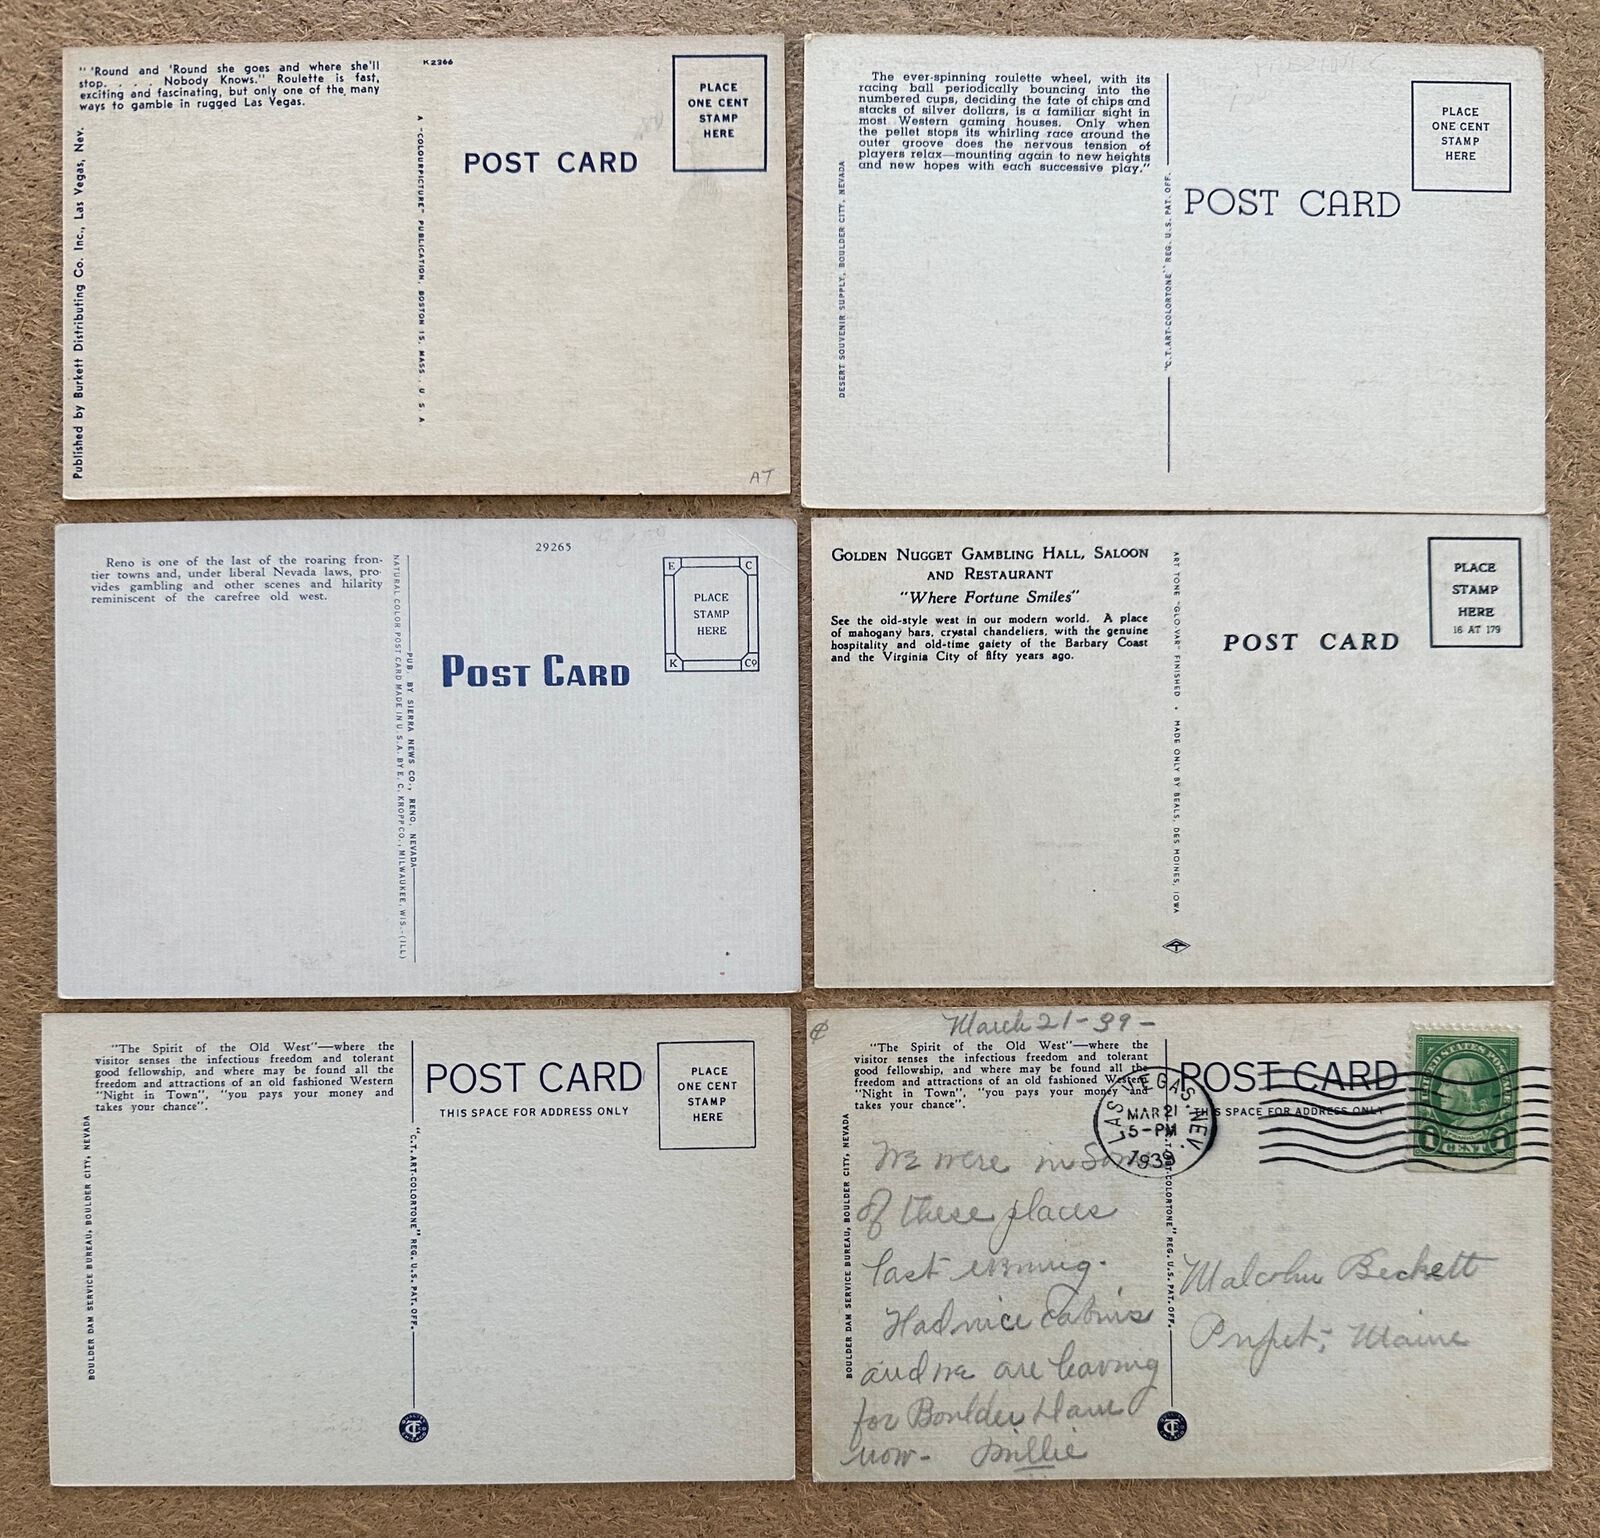 " 'Round and 'Round she goes and where she'll
stop. . . . Nobody Knows." Roulette is fast,
exciting and fascinating, but only one of the many
ways to gamble in rugged Las Vegas.
Published by Burkett Distributing Co. Inc., Las Vegas, Nev.
K2366
A "COLOURPICTURE" PUBLICATION, BOSTON 15, MASS., U. S. A
POST CARD
PLACE
ONE CENT
STAMP
HERE
AT
The ever-spinning roulette wheel, with its
racing ball periodically bouncing into the
numbered cups, deciding the fate of chips and
stacks of silver dollars, is a familiar sight in
most Western gaming houses. Only when
the pellet stops its whirling race around the
outer groove does the nervous tension of
players relax—mounting again to new heights
and new hopes with each successive play."
DESERT SOUVENIR SUPPLY, BOULDER CITY, NEVADA
"C.T. ART-COLORTONE" REG. U.S. PAT. OFF.
POST CARD
PLACE
ONE CENT
STAMP
HERE
Reno is one of the last of the roaring fron-
tier towns and, under liberal Nevada laws, pro-
vides gambling and other scenes and hilarity
reminiscent of the carefree old west.
NATURAL COLOR POST CARD MADE IN U.S.A. BY E. C. KROPP CO., MILWAUKEE, WIS.-(ILL)
PUB. BY SIERRA NEWS CO., RENO, NEVADA
29265
POST CARD
E C
PLACE
STAMP
HERE
K Co
GOLDEN NUGGET GAMBLING HALL, SALOON
AND RESTAURANT
"Where Fortune Smiles"
See the old-style west in our modern world. A place
of mahogany bars, crystal chandeliers, with the genuine
hospitality and old-time gaiety of the Barbary Coast
and the Virginia City of fifty years ago.
ART TONE "GLO-VAR" FINISHED • MADE ONLY BY BEALS, DES MOINES, IOWA
POST CARD
PLACE
STAMP
HERE
16 AT 179
"The Spirit of the Old West"—where the
visitor senses the infectious freedom and tolerant
good fellowship, and where may be found all the
freedom and attractions of an old fashioned Western
"Night in Town", "you pays your money and
takes your chance".
BOULDER DAM SERVICE BUREAU, BOULDER CITY, NEVADA
"C.T. ART-COLORTONE" REG. U.S. PAT. OFF.
POST CARD
THIS SPACE FOR ADDRESS ONLY
PLACE
ONE CENT
STAMP
HERE
March 21-39-
"The Spirit of the Old West"—where the
visitor senses the infectious freedom and tolerant
good fellowship, and where may be found all the
freedom and attractions of an old fashioned Western
"Night in Town", "you pays your money and
takes your chance".
BOULDER DAM SERVICE BUREAU, BOULDER CITY, NEVADA
COLORTONE" REG. U.S. PAT. OFF.
POST CARD
THIS SPACE FOR ADDRESS ONLY
LAS VEGAS, NEV.
MAR 21
5-PM
1939
UNITED STATES POSTAGE
FRANKLIN
1 CENT 1
We were in Some
of these places
last evening.
Had nice cabins
and we are leaving
for Boulder Dam
now- Millie
Malcolm Beckett
Maine